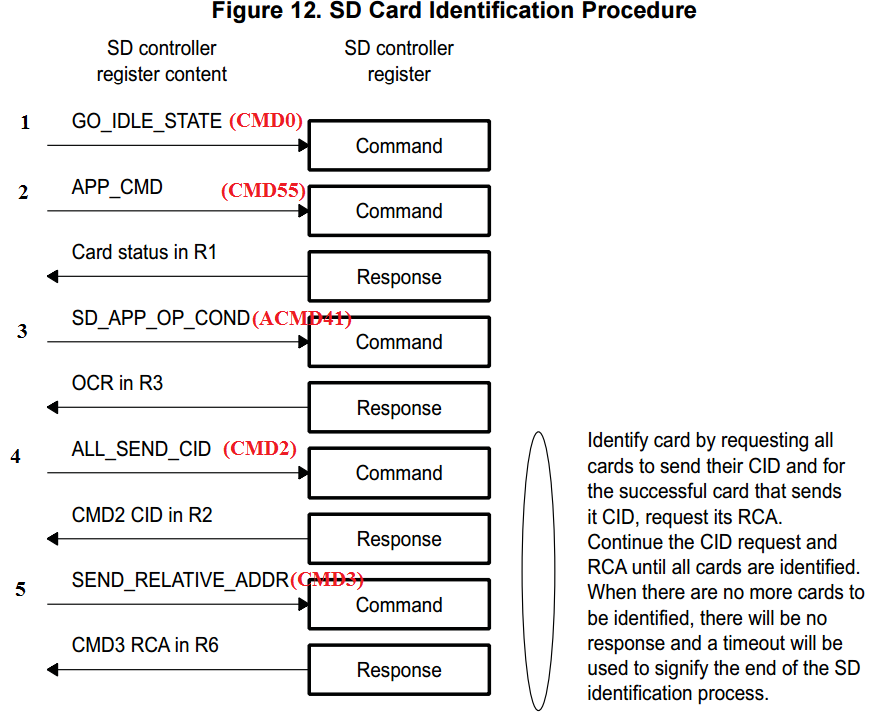 Figure 12. SD Card Identification Procedure
SD controller
register content
SD controller
register
1 GO_IDLE_STATE (CMD0)
Command
2 APP_CMD (CMD55)
Command
Card status in R1
Response
3 SD_APP_OP_COND (ACMD41)
Command
OCR in R3
Response
4 ALL_SEND_CID (CMD2)
Command
CMD2 CID in R2
Response
5 SEND_RELATIVE_ADDR (CMD3)
Command
CMD3 RCA in R6
Response
Identify card by requesting all
cards to send their CID and for
the successful card that sends
it CID, request its RCA.
Continue the CID request and
RCA until all cards are identified.
When there are no more cards to
be identified, there will be no
response and a timeout will be
used to signify the end of the SD
identification process.